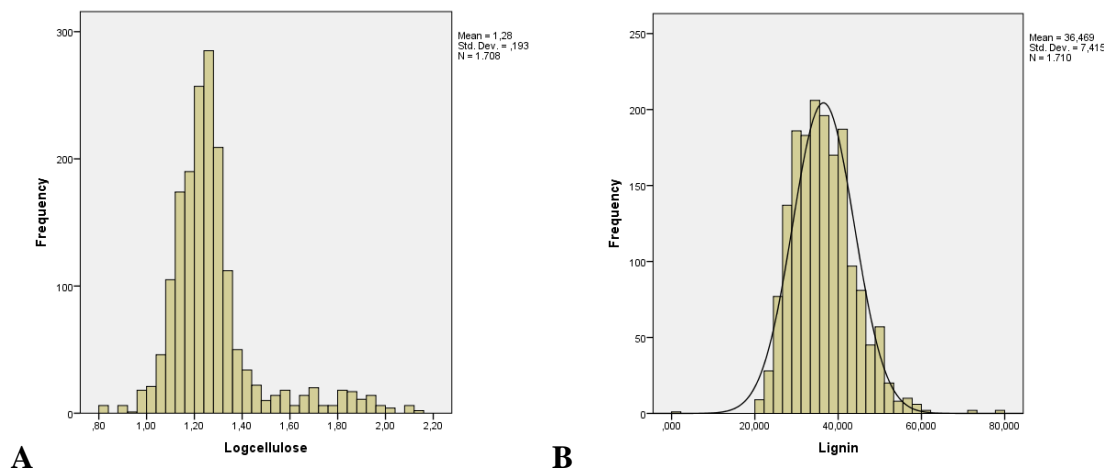 Mean = 1,28
Std. Dev. = ,193
N = 1.708
300
200
100
0
Frequency
,80 1,00 1,20 1,40 1,60 1,80 2,00 2,20
Logcellulose
A
Mean = 36,469
Std. Dev. = 7,415
N = 1.710
250
200
150
100
50
0
Frequency
,000 20,000 40,000 60,000 80,000
Lignin
B